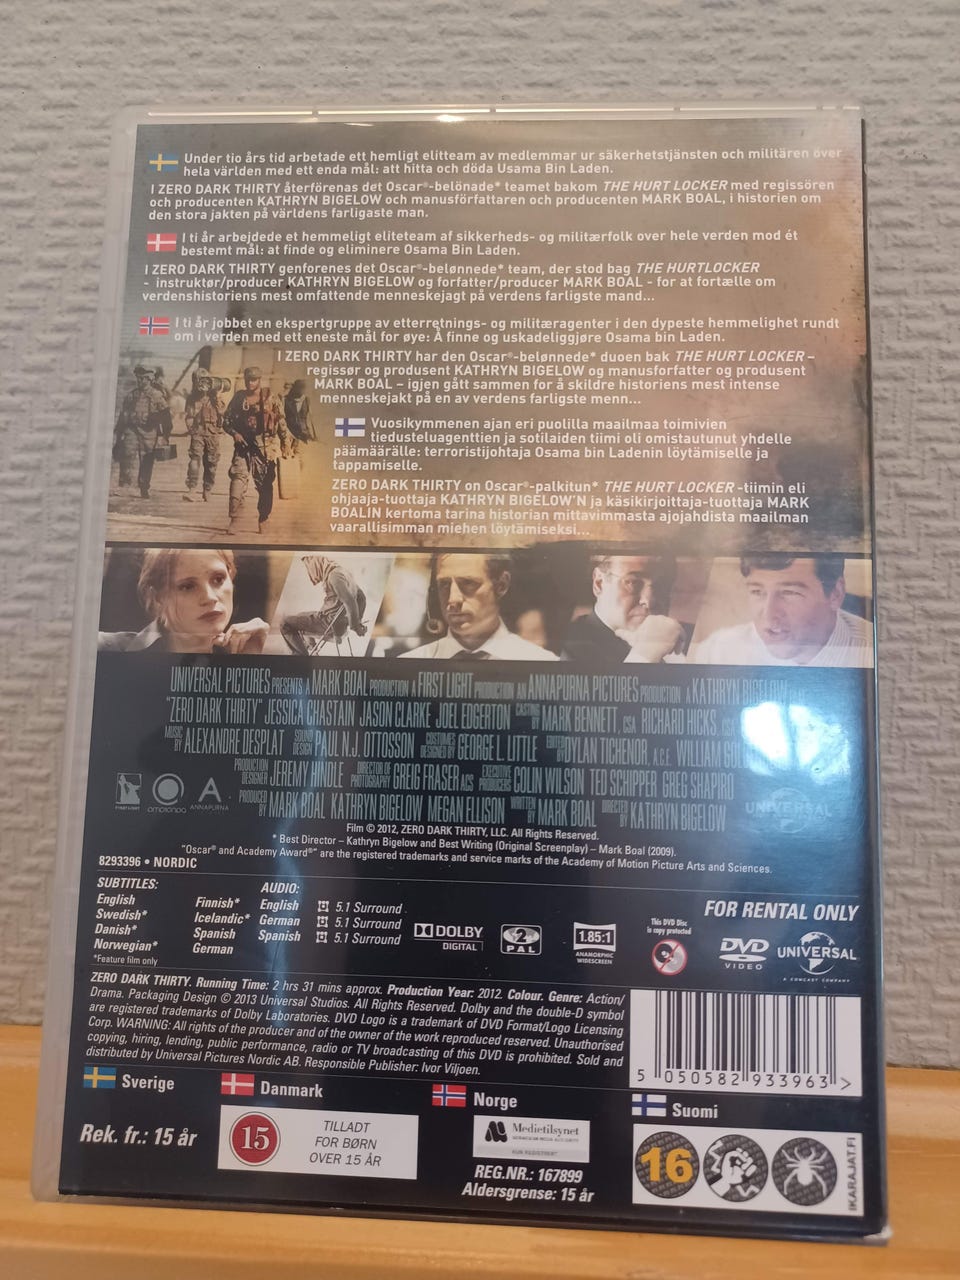 Under tio års tid arbetade ett hemligt elitteam av medlemmar ur säkerhetstjänsten och militären över
hela världen med ett enda mål: att hitta och döda Usama Bin Laden.
I ZERO DARK THIRTY återförenas det Oscar®-belönade* teamet bakom THE HURT LOCKER med regissören
och producenten KATHRYN BIGELOW och manusförfattaren och producenten MARK BOAL, i historien om
den stora jakten på världens farligaste man.
I ti år arbejdede et hemmeligt eliteteam af sikkerheds- og militærfolk over hele verden mod ét
bestemt mål: at finde og eliminere Osama Bin Laden.
I ZERO DARK THIRTY genforenes det Oscar®-belønnede* team, der stod bag THE HURTLOCKER
- instruktør/producer KATHRYN BIGELOW og forfatter/producer MARK BOAL - for at fortælle om
verdenshistoriens mest omfattende menneskejagt på verdens farligste mand...
I ti år jobbet en ekspertgruppe av etterretnings- og militæragenter i den dypeste hemmelighet rundt
om i verden med ett eneste mål for øye: Å finne og uskadeliggjøre Osama bin Laden.
I ZERO DARK THIRTY har den Oscar®-belønnede* duoen bak THE HURT LOCKER –
regissør og produsent KATHRYN BIGELOW og manusforfatter og produsent
MARK BOAL – igjen gått sammen for å skildre historiens mest intense
menneskejakt på en av verdens farligste menn...
Vuosikymmenen ajan eri puolilla maailmaa toimivien
tiedusteluagenttien ja sotilaiden tiimi oli omistautunut yhdelle
päämäärälle: terroristijohtaja Osama bin Ladenin löytämiselle ja
tappamiselle.
ZERO DARK THIRTY on Oscar®-palkitun* THE HURT LOCKER -tiimin eli
ohjaaja-tuottaja KATHRYN BIGELOW'N ja käsikirjoittaja-tuottaja MARK
BOALIN kertoma tarina historian mittavimmasta ajojahdista maailman
vaarallisimman miehen löytämiseksi...
UNIVERSAL PICTURES PRESENTS A MARK BOAL PRODUCTION A FIRST LIGHT PRODUCTION AN ANNAPURNA PICTURES PRODUCTION A KATHRYN BIGELOW
"ZERO DARK THIRTY" JESSICA CHASTAIN JASON CLARKE JOEL EDGERTON CASTING BY MARK BENNETT, CSA RICHARD HICKS, CSA
MUSIC BY ALEXANDRE DESPLAT SOUND DESIGN PAUL N.J. OTTOSSON COSTUMES DESIGNED BY GEORGE L. LITTLE EDITED BY DYLAN TICHENOR, A.C.E. WILLIAM
PRODUCTION DESIGNER JEREMY HINDLE DIRECTOR OF PHOTOGRAPHY GREIG FRASER ACS EXECUTIVE PRODUCERS COLIN WILSON TED SCHIPPER GREG SHAPIRO
PRODUCED BY MARK BOAL KATHRYN BIGELOW MEGAN ELLISON WRITTEN BY MARK BOAL DIRECTED BY KATHRYN BIGELOW
FIRST LIGHT
ANNAPURNA
UNIVERSAL
Film © 2012, ZERO DARK THIRTY, LLC. All Rights Reserved.
* Best Director – Kathryn Bigelow and Best Writing (Original Screenplay) – Mark Boal (2009).
"Oscar® and Academy Award®" are the registered trademarks and service marks of the Academy of Motion Picture Arts and Sciences.
8293396 • NORDIC
SUBTITLES:
English
Swedish*
Danish*
Norwegian*
*Feature film only
Finnish*
Icelandic*
Spanish
German
AUDIO:
English 5.1 Surround
German 5.1 Surround
Spanish 5.1 Surround
DOLBY
DIGITAL
2
PAL
1.85:1
ANAMORPHIC
WIDESCREEN
This DVD Disc
is copy protected
FOR RENTAL ONLY
DVD
VIDEO
UNIVERSAL
A COMCAST COMPANY
ZERO DARK THIRTY. Running Time: 2 hrs 31 mins approx. Production Year: 2012. Colour. Genre: Action/
Drama. Packaging Design © 2013 Universal Studios. All Rights Reserved. Dolby and the double-D symbol
are registered trademarks of Dolby Laboratories. DVD Logo is a trademark of DVD Format/Logo Licensing
Corp. WARNING: All rights of the producer and of the owner of the work reproduced reserved. Unauthorised
copying, hiring, lending, public performance, radio or TV broadcasting of this DVD is prohibited. Sold and
distributed by Universal Pictures Nordic AB. Responsible Publisher: Ivor Viljoen.
5 050582 933963 >
Sverige
Rek. fr.: 15 år
Danmark
15
TILLADT
FOR BØRN
OVER 15 ÅR
Norge
Medietilsynet
NORWEGIAN MEDIA AUTHORITY
KUN REGISTRERT
REG.NR.: 167899
Aldersgrense: 15 år
Suomi
16
IKARAJAT.FI